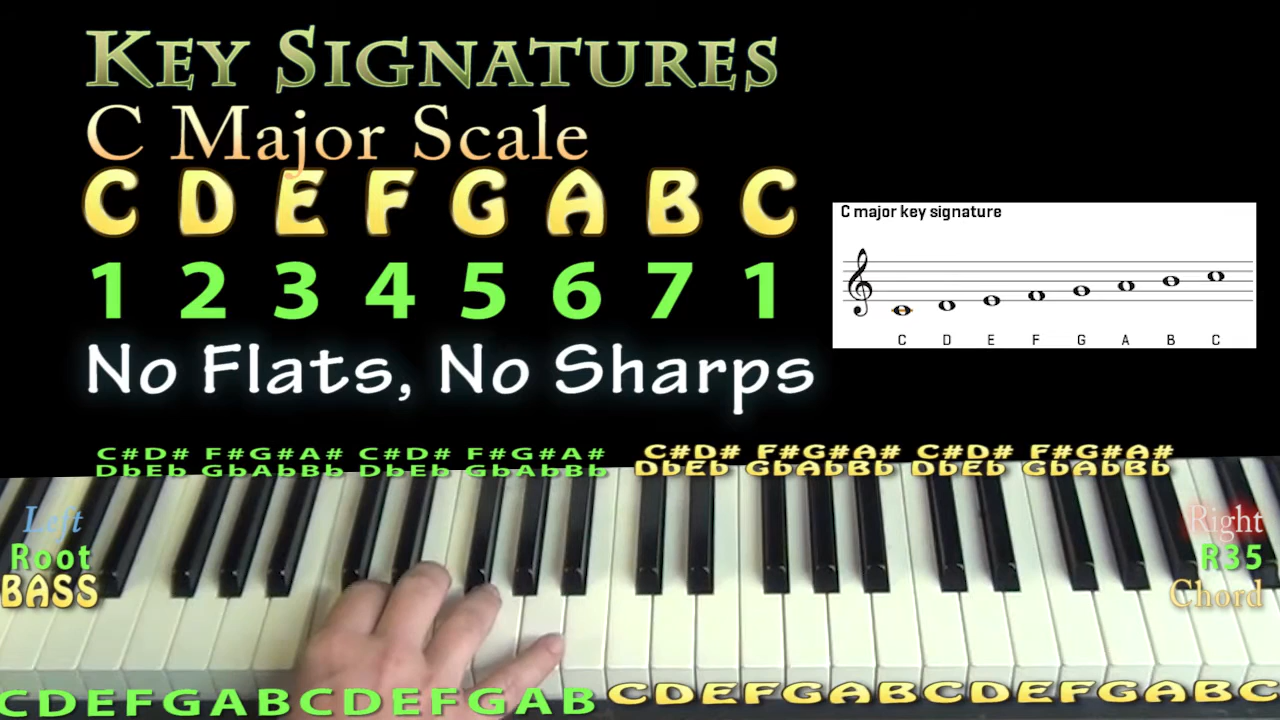 KEY SIGNATURES
C Major Scale
C D E F G A B C
1 2 3 4 5 6 7 1
No Flats, No Sharps
C major key signature
C D E F G A B C
C#D# F#G#A# C#D# F#G#A# C#D# F#G#A# C#D# F#G#A#
DbEb GbAbBb DbEb GbAbBb DbEb GbAbBb DbEb GbAbBb
Left
Root
BASS
Right
R35
Chord
CDEFGABCDEFGAB CDEFGABCDEFGABC